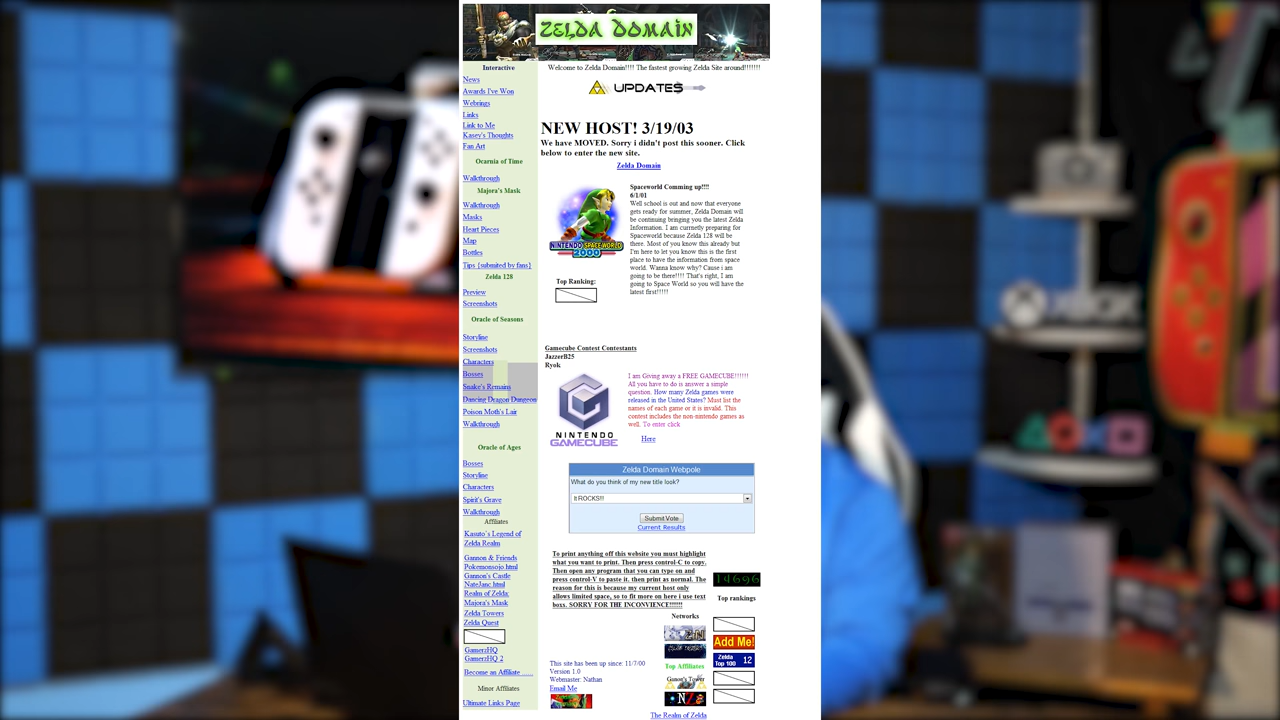 ZELDA DOMAIN
Welcome to Zelda Domain!!!! The fastest growing Zelda Site around!!!!!!!
UPDATES
Interactive
News
Awards I've Won
Webrings
Links
Link to Me
Kasey's Thoughts
Fan Art
Ocarnia of Time
Walkthrough
Majora's Mask
Walkthrough
Masks
Heart Pieces
Map
Bottles
Tips {submited by fans}
Zelda 128
Preview
Screenshots
Oracle of Seasons
Storyline
Screenshots
Characters
Bosses
Snake's Remains
Dancing Dragon Dungeon
Poison Moth's Lair
Walkthrough
Oracle of Ages
Bosses
Storyline
Characters
Spirit's Grave
Walkthrough
Affiliates
Kasuto`s Legend of
Zelda Realm
Gannon & Friends
Pokemonsojo.html
Gannon's Castle
NateJanc.html
Realm of Zelda:
Majora's Mask
Zelda Towers
Zelda Quest
GamerzHQ
GamerzHQ 2
Become an Affiliate ......
Minor Affiliates
Ultimate Links Page
NEW HOST! 3/19/03
We have MOVED. Sorry i didn't post this sooner. Click
below to enter the new site.
Zelda Domain
Spaceworld Comming up!!!!
6/1/01
Well school is out and now that everyone
gets ready for summer, Zelda Domain will
be continuing bringing you the latest Zelda
Information. I am currnetly preparing for
Spaceworld because Zelda 128 will be
there. Most of you know this already but
I'm here to let you know this is the first
place to have the information from space
world. Wanna know why? Cause i am
going to be there!!!! That's right, I am
going to Space World so you will have the
latest first!!!!!
NINTENDO SPACE WORLD
2000
Top Ranking:
Gamecube Contest Contestants
JazzerB25
Ryok
I am Giving away a FREE GAMECUBE!!!!!!
All you have to do is answer a simple
question. How many Zelda games were
released in the United States? Must list the
names of each game or it is invalid. This
contest includes the non-nintendo games as
well. To enter click
Here
NINTENDO
GAMECUBE
Zelda Domain Webpole
What do you think of my new title look?
It ROCKS!!!
Submit Vote
Current Results
To print anything off this website you must highlight
what you want to print. Then press control-C to copy.
Then open any program that you can type on and
press control-V to paste it. then print as normal. The
reason for this is because my current host only
allows limited space, so to fit more on here i use text
boxs. SORRY FOR THE INCONVIENCE!!!!!!
14696
Top rankings
Networks
Add Me!
Zelda
Top 100 12
Top Affiliates
Ganon's Tower
NZ
The Realm of Zelda
This site has been up since: 11/7/00
Version 1.0
Webmaster: Nathan
Email Me
XBOX